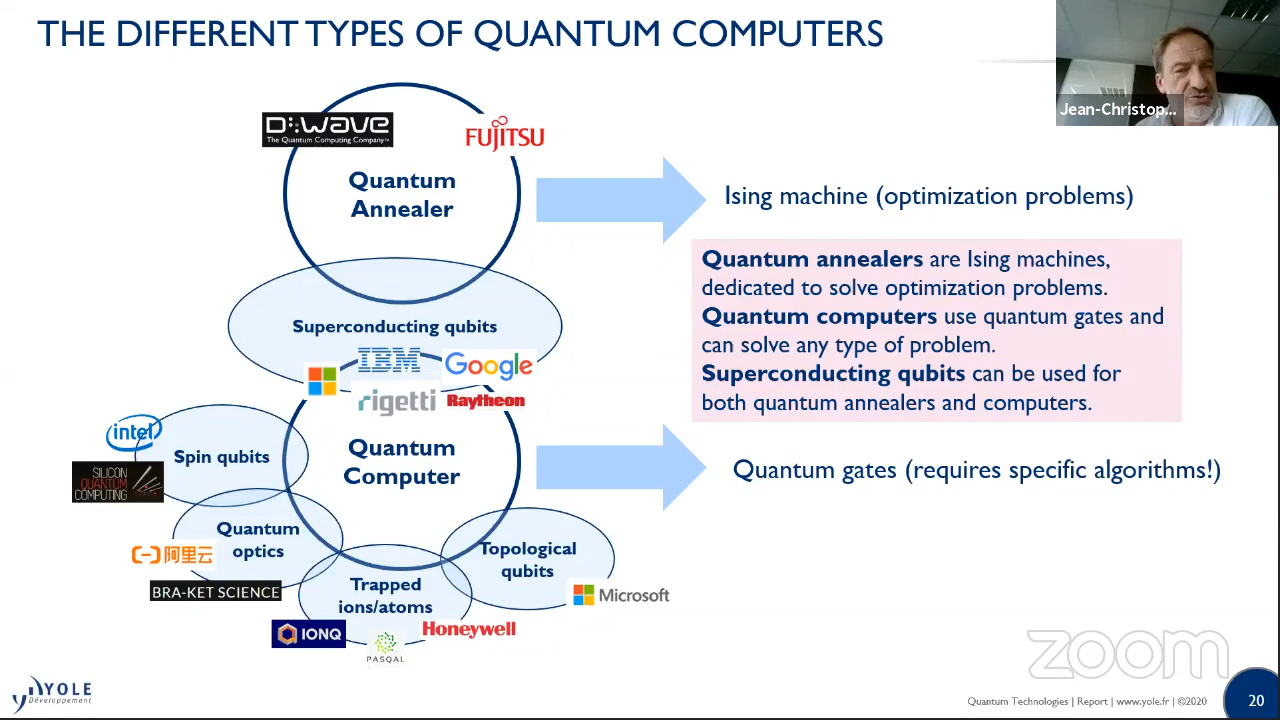 THE DIFFERENT TYPES OF QUANTUM COMPUTERS
Jean-Christop...
D:wave
The Quantum Computing Company™
FUJITSU
Quantum
Annealer
Ising machine (optimization problems)
Quantum annealers are Ising machines,
dedicated to solve optimization problems.
Quantum computers use quantum gates and
can solve any type of problem.
Superconducting qubits can be used for
both quantum annealers and computers.
Superconducting qubits
IBM
Google
rigetti
Raytheon
intel
Spin qubits
SILICON
QUANTUM
COMPUTING
Quantum
Computer
Quantum gates (requires specific algorithms!)
Quantum
optics
阿里云
BRA-KET SCIENCE
Trapped
ions/atoms
IONQ
PASQAL
Honeywell
Topological
qubits
Microsoft
zoom
YOLE
Développement
Quantum Technologies | Report | www.yole.fr | ©2020
20